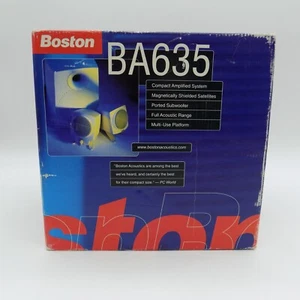 Boston
BA635
Compact Amplified System
Magnetically Shielded Satellites
Ported Subwoofer
Full Acoustic Range
Multi-Use Platform
www.bostonacoustics.com
"Boston Acoustics are among the best
we've heard, and certainly the best
for their compact size." — PC World